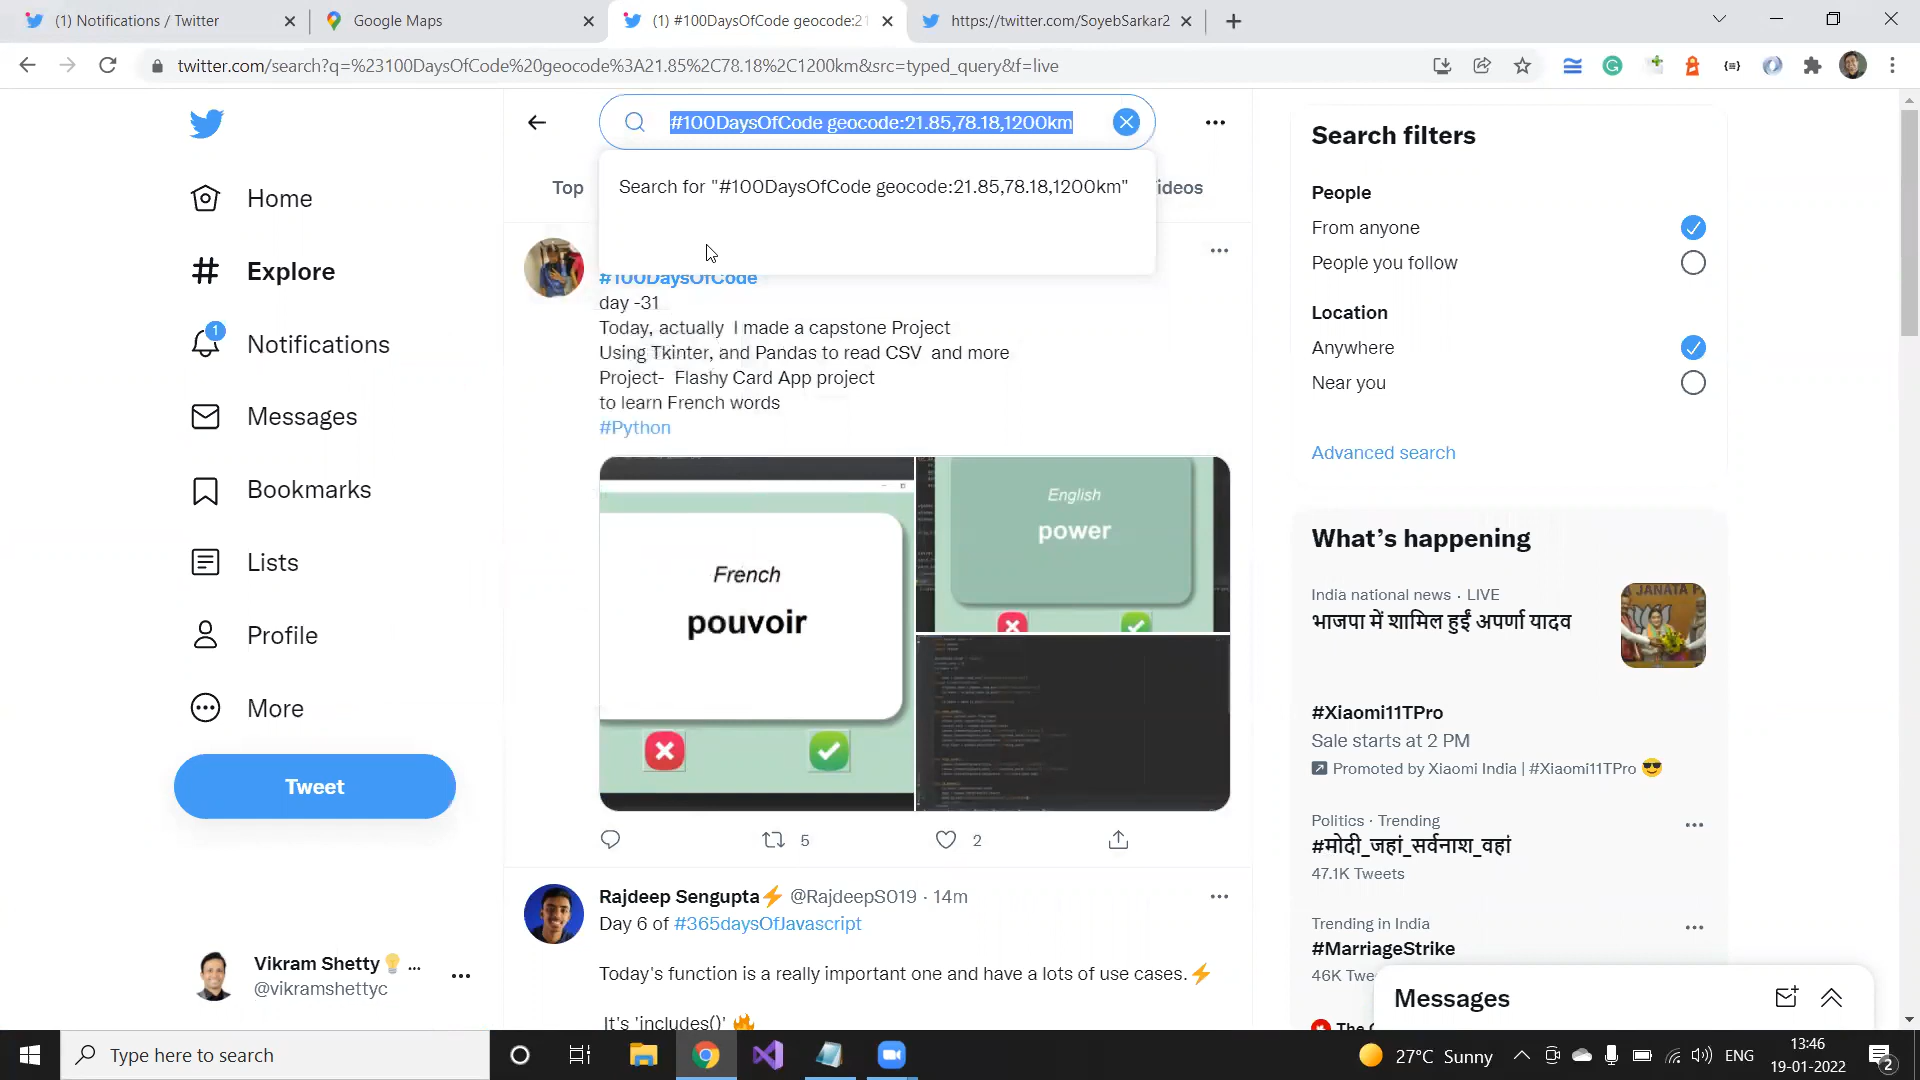 (1) Notifications / Twitter
Google Maps
(1) #100DaysOfCode geocode:21
https://twitter.com/SoyebSarkar2
twitter.com/search?q=%23100DaysOfCode%20geocode%3A21.85%2C78.18%2C1200km&src=typed_query&f=live
#100DaysOfCode geocode:21.85,78.18,1200km
Search for "#100DaysOfCode geocode:21.85,78.18,1200km"
Top
ideos
Home
Explore
1
Notifications
Messages
Bookmarks
Lists
Profile
More
Tweet
Vikram Shetty💡 ...
@vikramshettyc
#100DaysOfCode
day -31
Today, actually I made a capstone Project
Using Tkinter, and Pandas to read CSV and more
Project- Flashy Card App project
to learn French words
#Python
French
pouvoir
English
power
5
2
Rajdeep Sengupta⚡ @RajdeepS019 · 14m
Day 6 of #365daysOfJavascript
Today's function is a really important one and have a lots of use cases.⚡
It's 'includes()' 🔥
Search filters
People
From anyone
People you follow
Location
Anywhere
Near you
Advanced search
What's happening
India national news · LIVE
भाजपा में शामिल हुईं अपर्णा यादव
JANATA P
#Xiaomi11TPro
Sale starts at 2 PM
Promoted by Xiaomi India | #Xiaomi11TPro 😎
Politics · Trending
#मोदी_जहां_सर्वनाश_वहां
47.1K Tweets
Trending in India
#MarriageStrike
46K Twe
Messages
The
Type here to search
27°C Sunny
ENG
13:46
19-01-2022
2